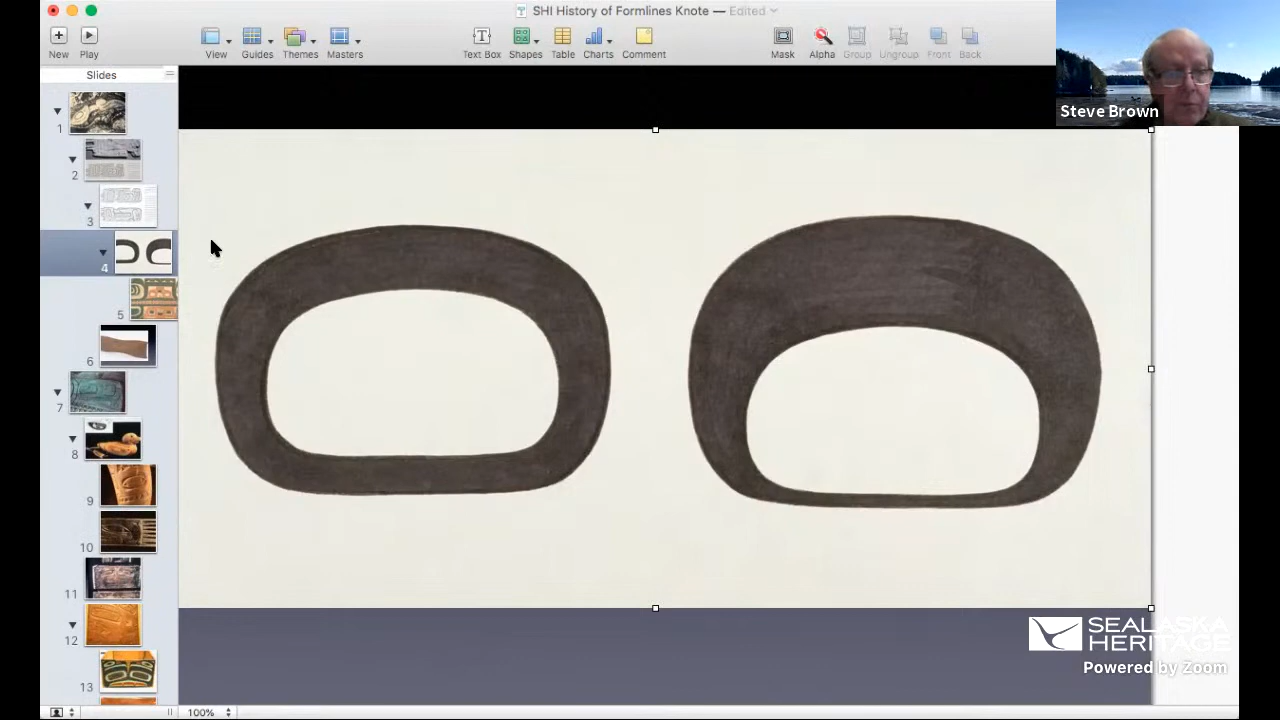 SHI History of Formlines Knote — Edited
New
Play
View
Guides
Themes
Masters
Text Box
Shapes
Table
Charts
Comment
Mask
Alpha
Group
Ungroup
Front
Back
Steve Brown
Slides
1
2
3
4
5
6
7
8
9
10
11
12
13
SEALASKA
HERITAGE
Powered by Zoom
100%